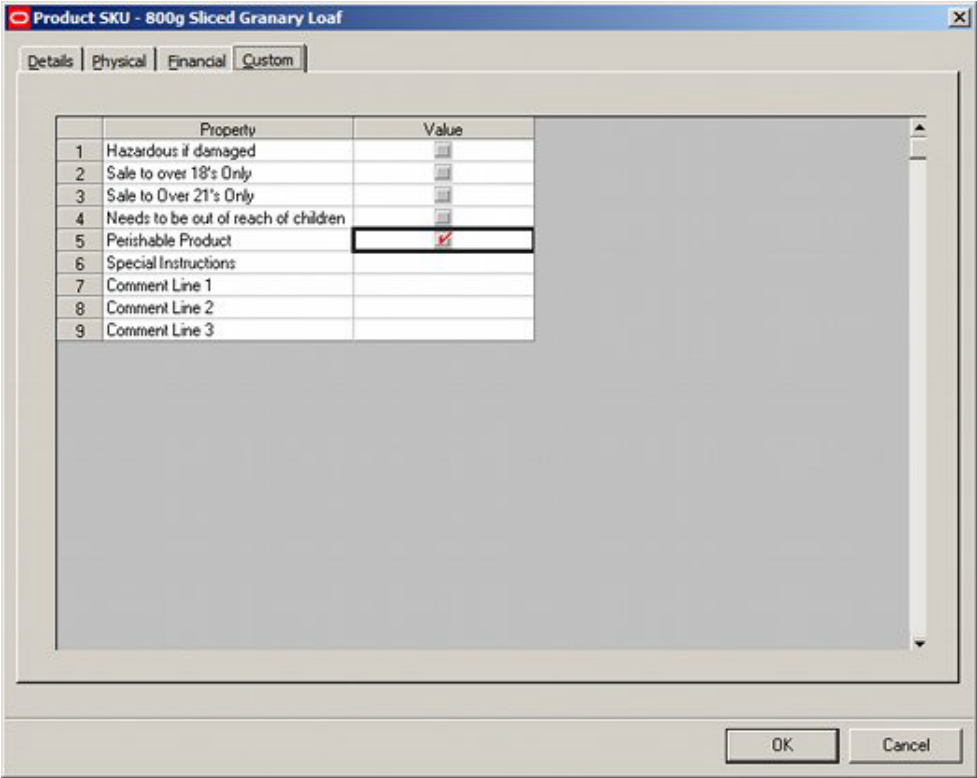 Product SKU - 800g Sliced Granary Loaf
Details Physical Financial Custom
Property Value
1 Hazardous if damaged
2 Sale to over 18's Only
3 Sale to Over 21's Only
4 Needs to be out of reach of children
5 Perishable Product
6 Special Instructions
7 Comment Line 1
8 Comment Line 2
9 Comment Line 3
OK Cancel